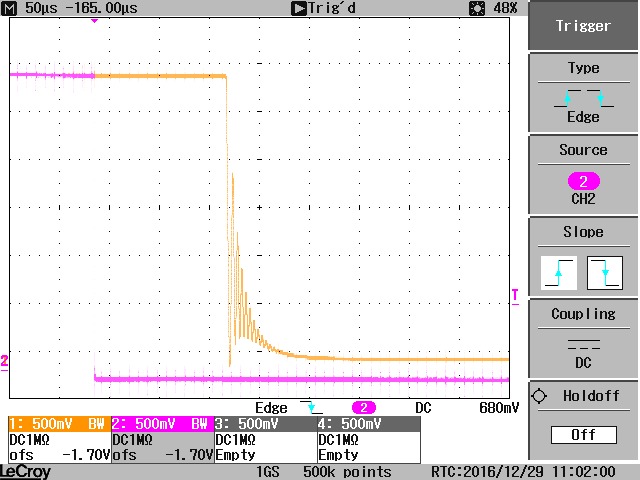 M 50µs -165.00µs Trig'd 48%
Trigger
Type
Edge
Source
2
CH2
Slope
T
Coupling
DC
2
Holdoff
Off
Edge 2 DC 680mV
1: 500mV BW 2: 500mV BW 3: 500mV 4: 500mV
DC1MΩ DC1MΩ DC1MΩ DC1MΩ
ofs -1.70V ofs -1.70V Empty Empty
LeCroy 1GS 500k points RTC:2016/12/29 11:02:00